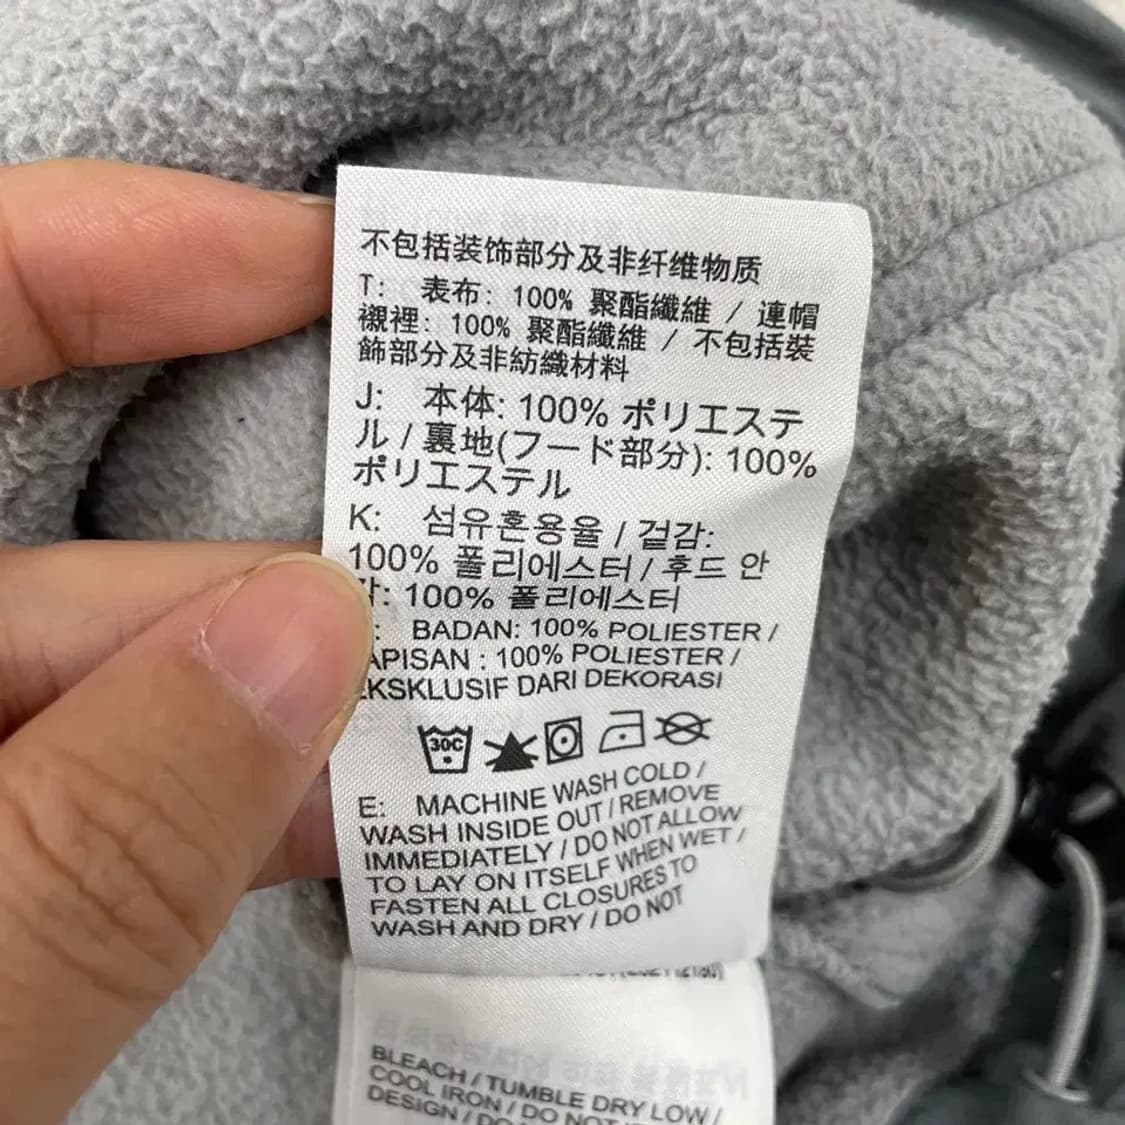 不包括装饰部分及非纤维物质
T: 表布: 100% 聚酯纖維 / 連帽
襯裡: 100% 聚酯纖維 / 不包括裝
飾部分及非紡織材料
J: 本体: 100% ポリエステ
ル / 裏地(フード部分): 100%
ポリエステル
K: 섬유혼용율 / 겉감:
100% 폴리에스터 / 후드 안
감: 100% 폴리에스터
: BADAN: 100% POLIESTER /
APISAN : 100% POLIESTER /
EKSKLUSIF DARI DEKORASI
30C
E: MACHINE WASH COLD /
WASH INSIDE OUT / REMOVE
IMMEDIATELY / DO NOT ALLOW
TO LAY ON ITSELF WHEN WET /
FASTEN ALL CLOSURES TO
WASH AND DRY / DO NOT
BLEACH / TUMBLE DRY LOW /
COOL IRON / DO NOT
DESIGN /